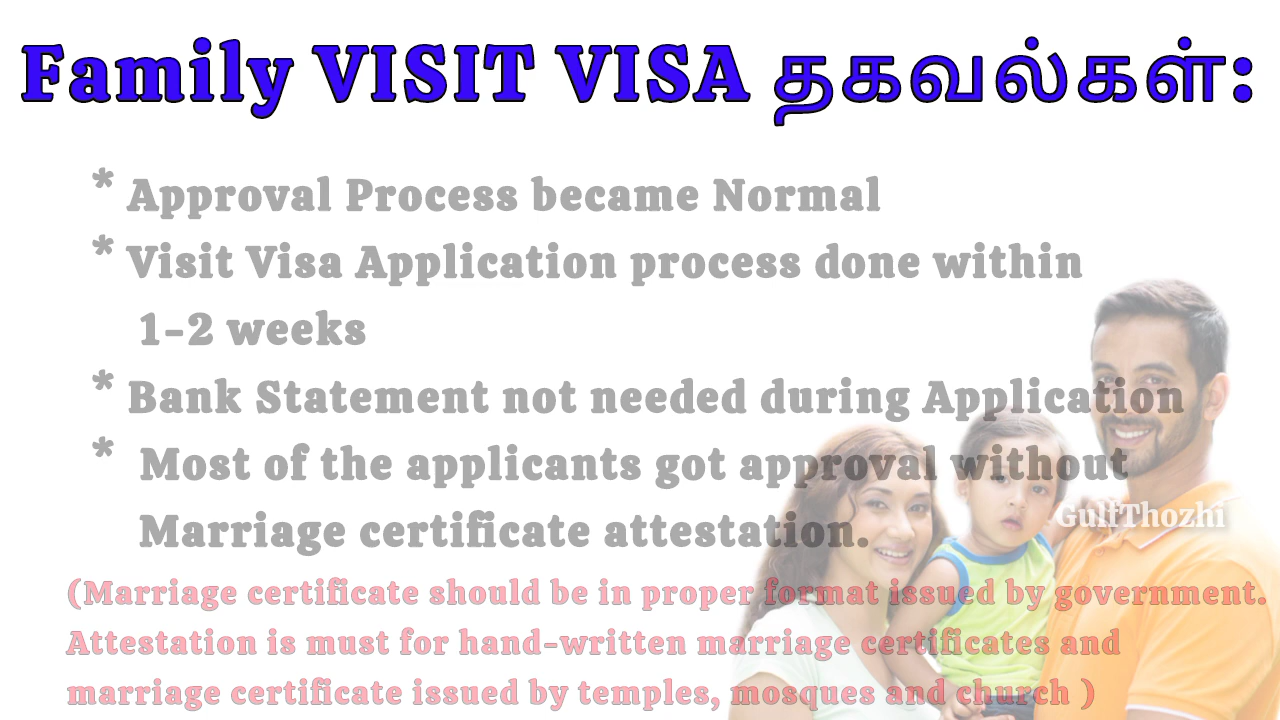 Family VISIT VISA தகவல்கள்:
* Approval Process became Normal
* Visit Visa Application process done within
1-2 weeks
* Bank Statement not needed during Application
* Most of the applicants got approval without
Marriage certificate attestation.
GulfThozhi
(Marriage certificate should be in proper format issued by government.
Attestation is must for hand-written marriage certificates and
marriage certificate issued by temples, mosques and church )